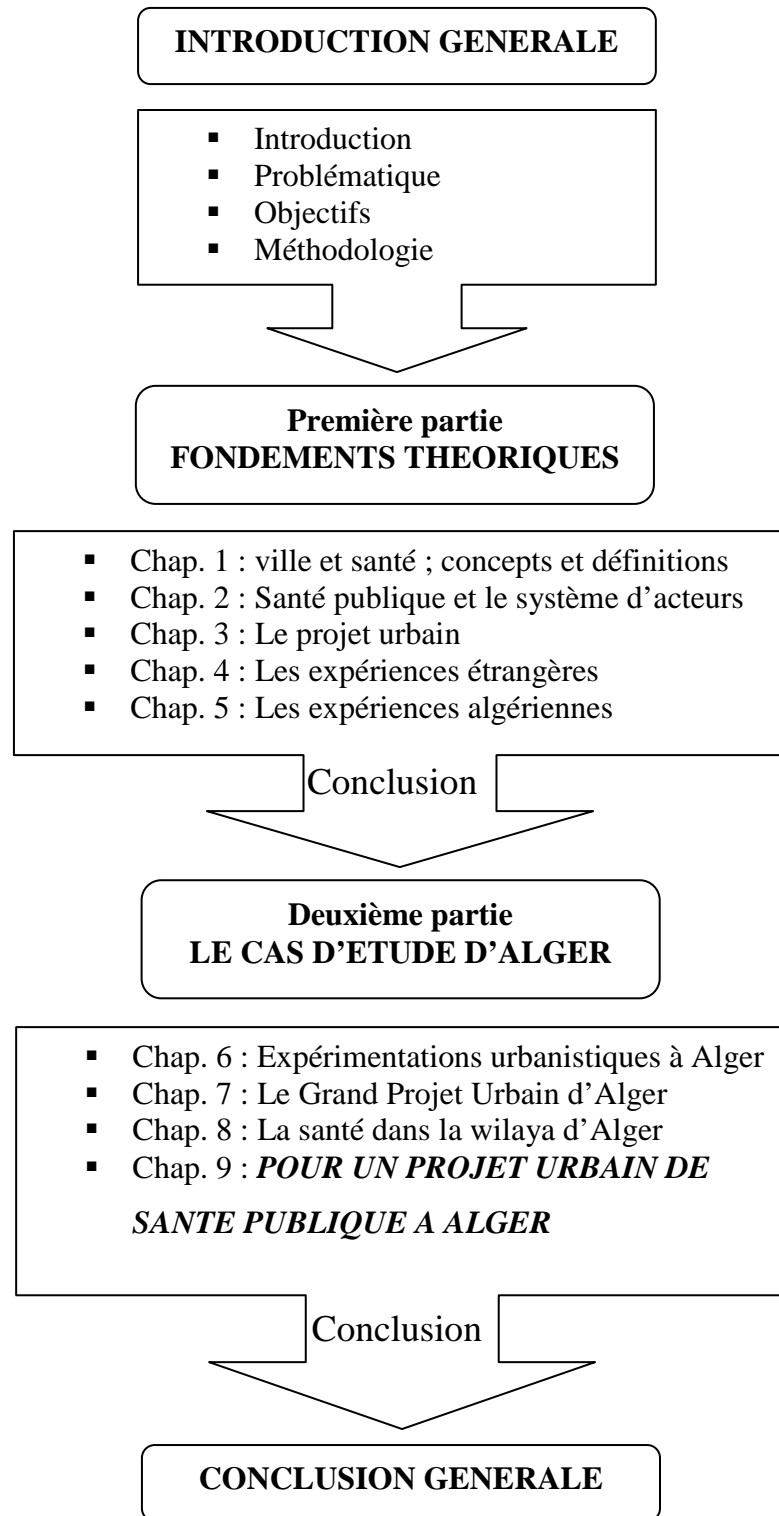 INTRODUCTION GENERALE
▪ Introduction
▪ Problématique
▪ Objectifs
▪ Méthodologie
Première partie
FONDEMENTS THEORIQUES
▪ Chap. 1 : ville et santé ; concepts et définitions
▪ Chap. 2 : Santé publique et le système d’acteurs
▪ Chap. 3 : Le projet urbain
▪ Chap. 4 : Les expériences étrangères
▪ Chap. 5 : Les expériences algériennes
Conclusion
Deuxième partie
LE CAS D’ETUDE D’ALGER
▪ Chap. 6 : Expérimentations urbanistiques à Alger
▪ Chap. 7 : Le Grand Projet Urbain d’Alger
▪ Chap. 8 : La santé dans la wilaya d’Alger
▪ Chap. 9 : POUR UN PROJET URBAIN DE
SANTE PUBLIQUE A ALGER
Conclusion
CONCLUSION GENERALE